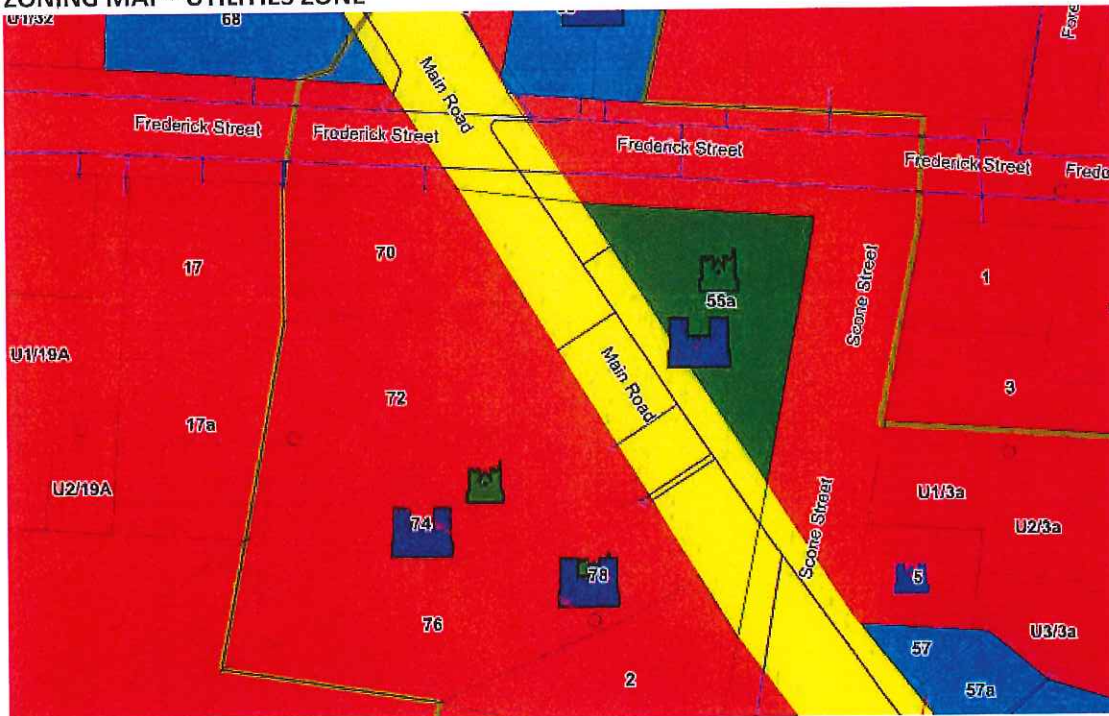 ZONING MAP - UTILITIES ZONE
U1/32
68
Main Road
Frederick Street
Frederick Street
Frederick Street
Frederick Street
17
70
55a
Scone Street
1
U1/19A
72
Main Road
3
17a
U2/19A
U1/3a
U2/3a
74
78
Scone Street
5
76
57
U3/3a
2
57a